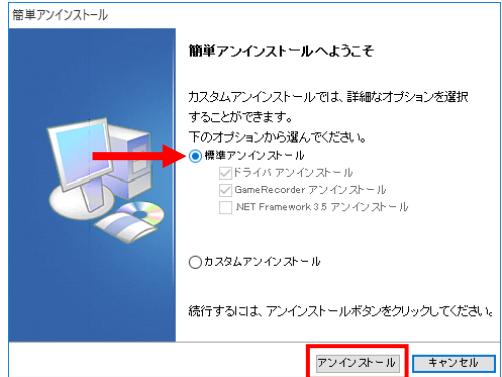 簡単アンインストール
簡単アンインストールへようこそ
カスタムアンインストールでは、詳細なオプションを選択
することができます。
下のオプションから選んでください。
標準アンインストール
ドライバ アンインストール
GameRecorder アンインストール
.NET Framework 3.5 アンインストール
カスタムアンインストール
続行するには、アンインストールボタンをクリックしてください。
アンインストール
キャンセル